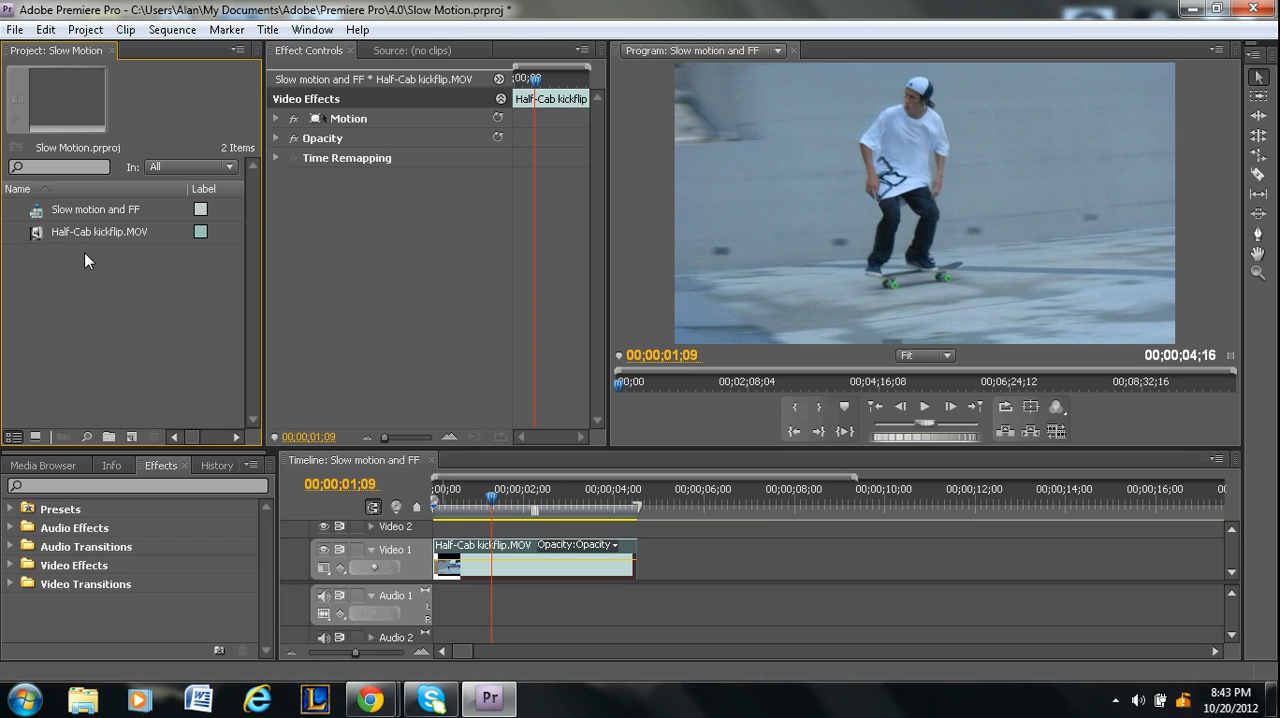 Adobe Premiere Pro - C:\Users\Alan\My Documents\Adobe\Premiere Pro\4.0\Slow Motion.prproj *
File Edit Project Clip Sequence Marker Title Window Help
Project: Slow Motion
Slow Motion.prproj 2 Items
In: All
Name Label
Slow motion and FF
Half-Cab kickflip.MOV
Effect Controls Source: (no clips)
Slow motion and FF * Half-Cab kickflip.MOV
Video Effects
Half-Cab kickflip
fx Motion
fx Opacity
fx Time Remapping
00;00;01;09
Program: Slow motion and FF
00;00;01;09 Fit 00;00;04;16
00;00 00;02;08;04 00;04;16;08 00;06;24;12 00;08;32;16
Media Browser Info Effects History
Presets
Audio Effects
Audio Transitions
Video Effects
Video Transitions
Timeline: Slow motion and FF
00;00;01;09
;00;00 00;00;02;00 00;00;04;00 00;00;06;00 00;00;08;00 00;00;10;00 00;00;12;00 00;00;14;00 00;00;16;00
Video 2
Video 1
Half-Cab kickflip.MOV Opacity:Opacity
Audio 1
L
R
Audio 2
Pr
8:43 PM
10/20/2012